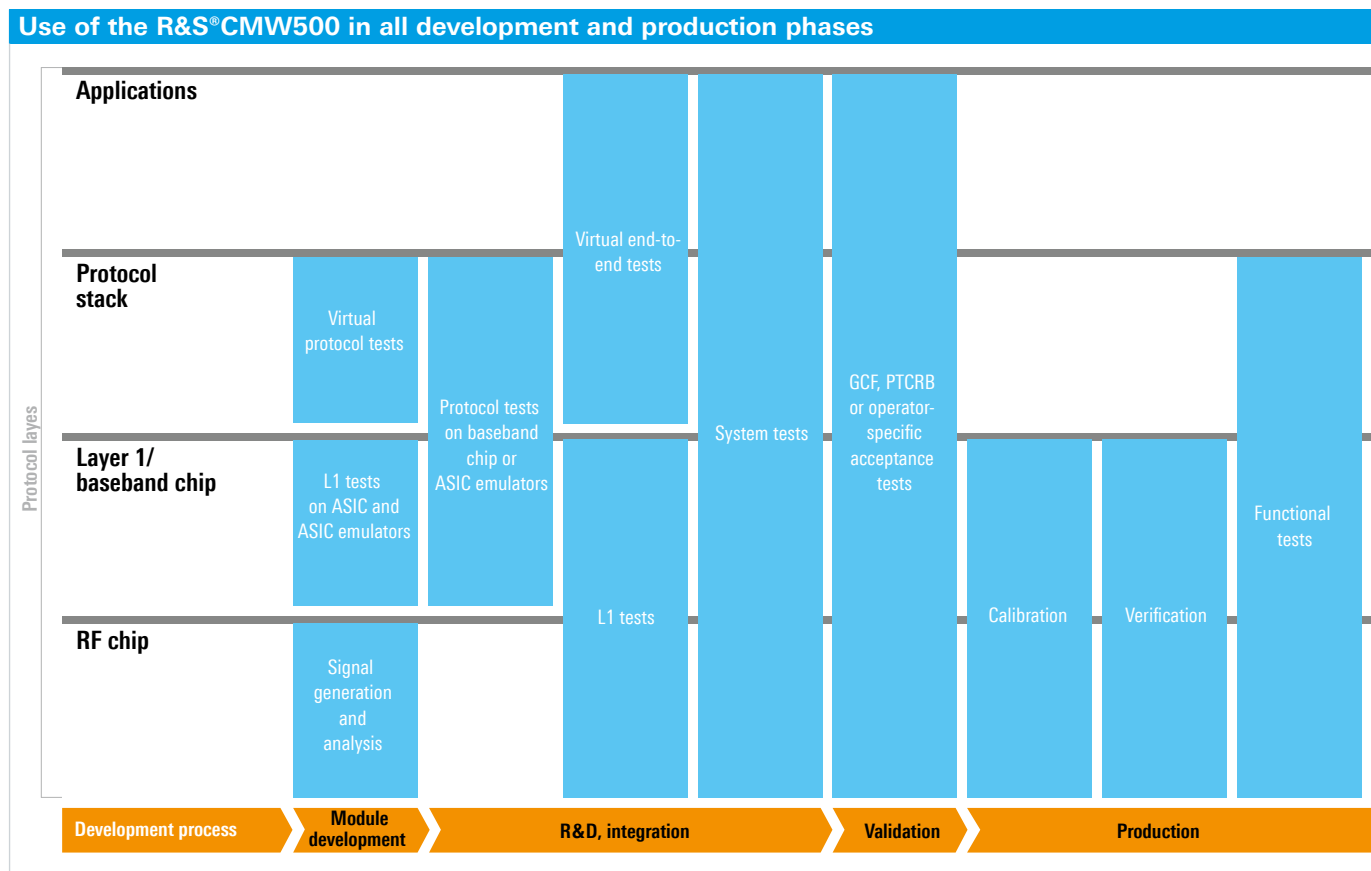 Use of the R&S®CMW500 in all development and production phases
Protocol layes
Applications
Protocol
stack
Layer 1/
baseband chip
RF chip
Virtual
protocol tests
L1 tests
on ASIC and
ASIC emulators
Signal
generation
and
analysis
Protocol tests
on baseband
chip or
ASIC emulators
Virtual end-to-
end tests
L1 tests
System tests
GCF, PTCRB
or operator-
specific
acceptance
tests
Calibration
Verification
Functional
tests
Development process
Module
development
R&D, integration
Validation
Production